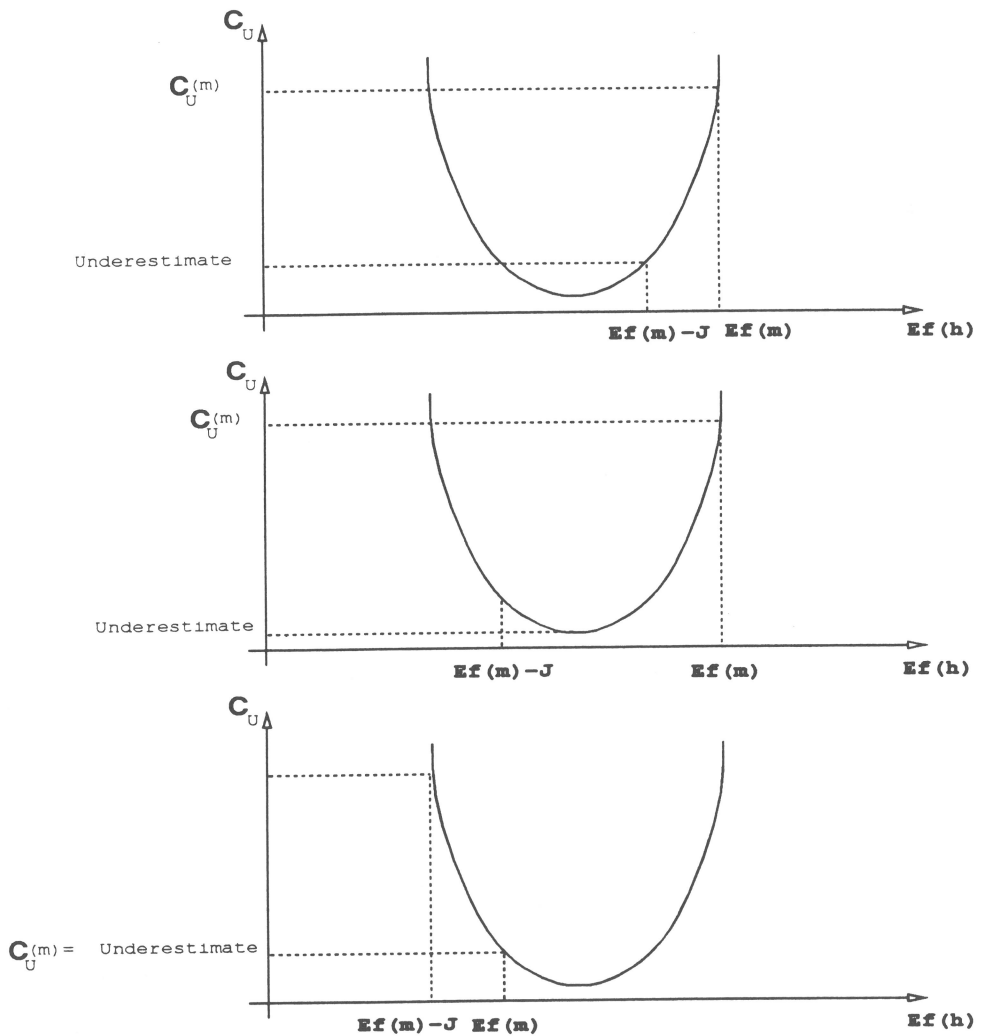 C_U
C_U(m)
Underestimate
Ef(m)-J Ef(m) Ef(h)
C_U
C_U(m)
Underestimate
Ef(m)-J Ef(m) Ef(h)
C_U
C_U(m)= Underestimate
Ef(m)-J Ef(m) Ef(h)